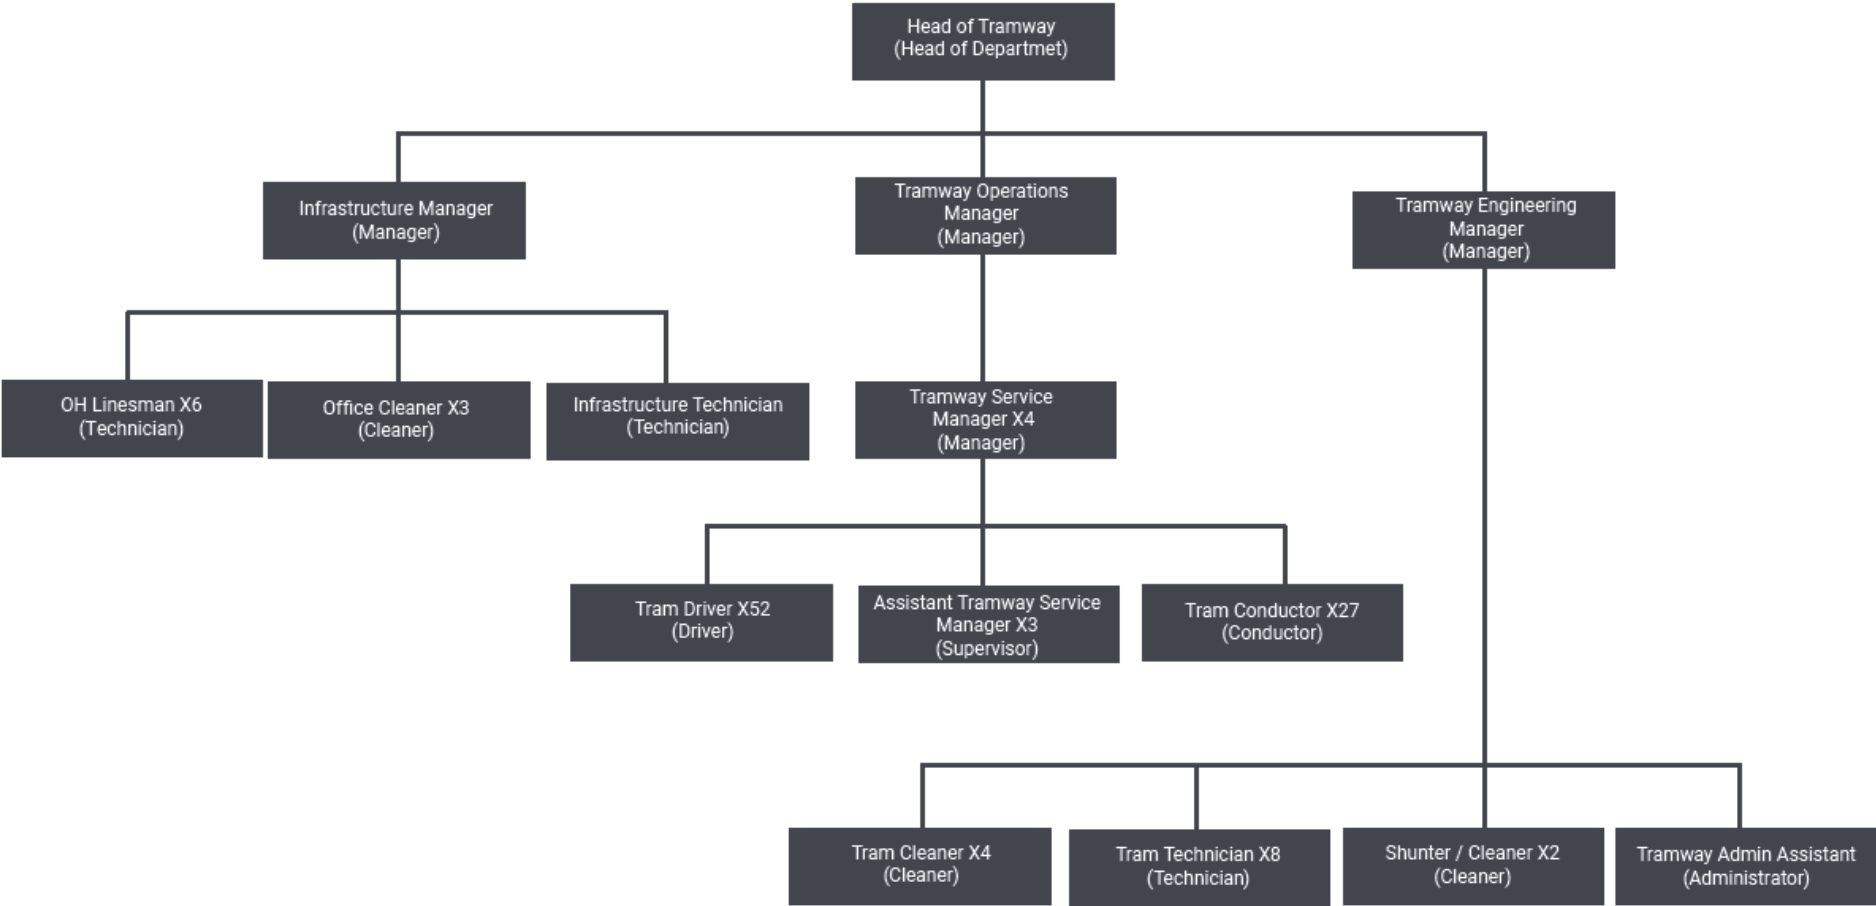 Head of Tramway
(Head of Departmet)
Infrastructure Manager
(Manager)
Tramway Operations
Manager
(Manager)
Tramway Engineering
Manager
(Manager)
OH Linesman X6
(Technician)
Office Cleaner X3
(Cleaner)
Infrastructure Technician
(Technician)
Tramway Service
Manager X4
(Manager)
Tram Driver X52
(Driver)
Assistant Tramway Service
Manager X3
(Supervisor)
Tram Conductor X27
(Conductor)
Tram Cleaner X4
(Cleaner)
Tram Technician X8
(Technician)
Shunter / Cleaner X2
(Cleaner)
Tramway Admin Assistant
(Administrator)